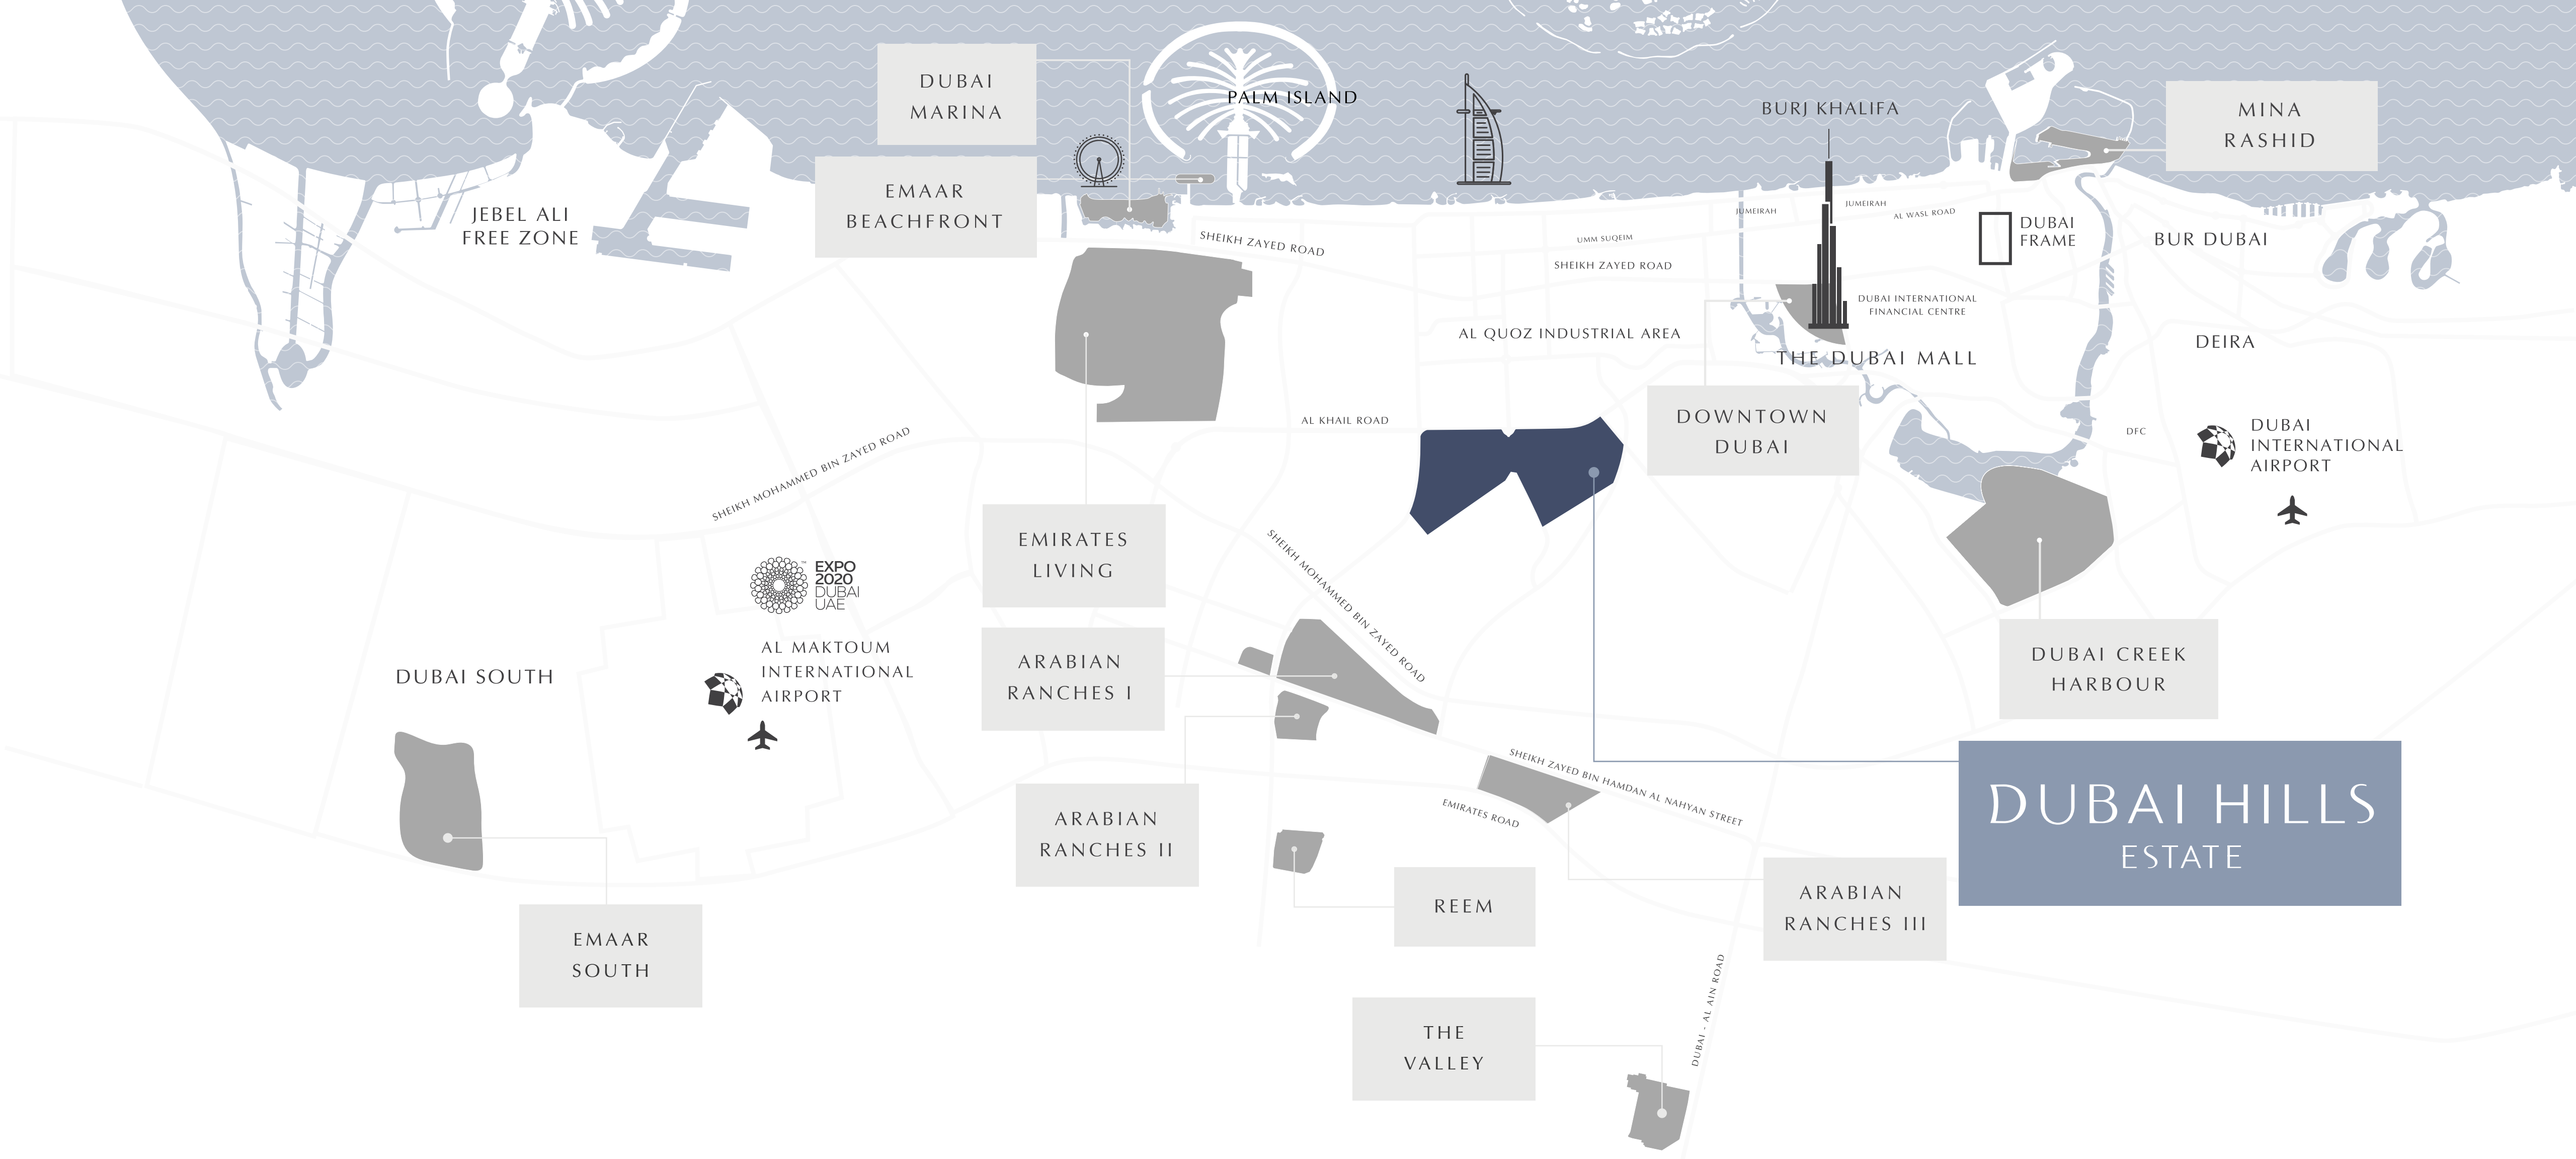 DUBAI
MARINA
PALM ISLAND
BURJ KHALIFA
MINA
RASHID
EMAAR
BEACHFRONT
JEBEL ALI
FREE ZONE
SHEIKH ZAYED ROAD
JUMEIRAH
JUMEIRAH
AL WASL ROAD
UMM SUQEIM
SHEIKH ZAYED ROAD
DUBAI
FRAME
BUR DUBAI
DUBAI INTERNATIONAL
FINANCIAL CENTRE
AL QUOZ INDUSTRIAL AREA
THE DUBAI MALL
DEIRA
AL KHAIL ROAD
DOWNTOWN
DUBAI
DFC
DUBAI
INTERNATIONAL
AIRPORT
SHEIKH MOHAMMED BIN ZAYED ROAD
EMIRATES
LIVING
SHEIKH MOHAMMED BIN ZAYED ROAD
EXPO
2020
DUBAI
UAE
™
DUBAI SOUTH
AL MAKTOUM
INTERNATIONAL
AIRPORT
ARABIAN
RANCHES I
DUBAI CREEK
HARBOUR
SHEIKH ZAYED BIN HAMDAN AL NAHYAN STREET
EMIRATES ROAD
DUBAI HILLS
ESTATE
ARABIAN
RANCHES II
REEM
ARABIAN
RANCHES III
EMAAR
SOUTH
DUBAI - AL AIN ROAD
THE
VALLEY